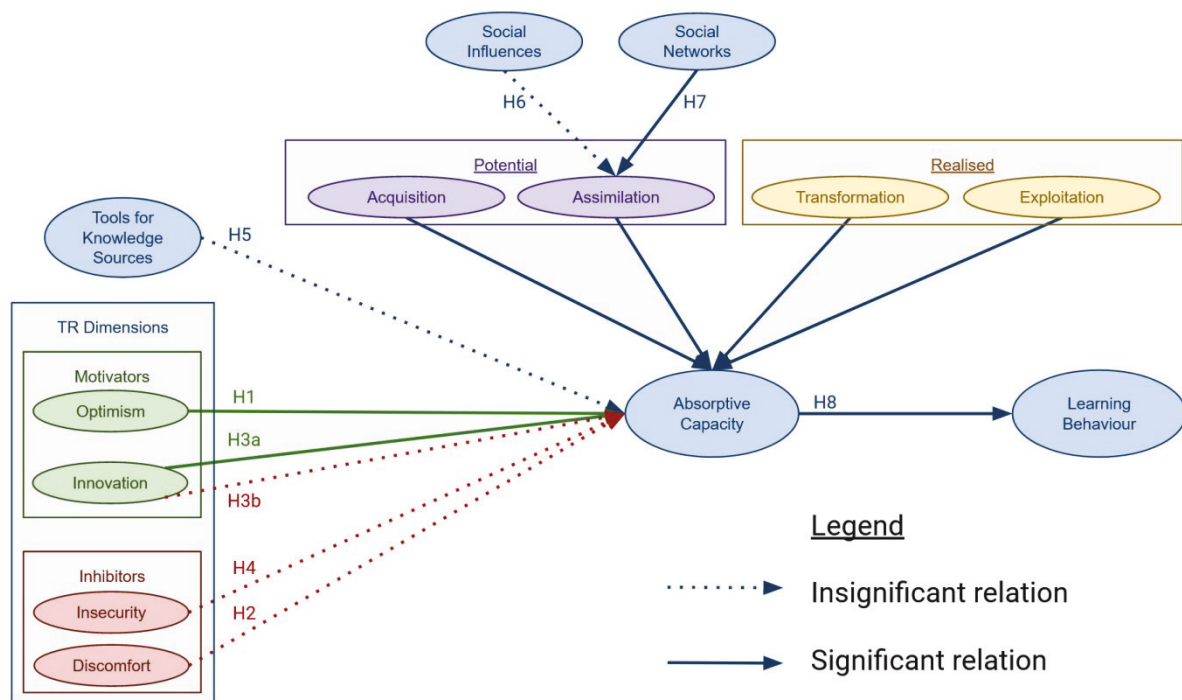 Social
Influences
Social
Networks
H6
H7
Potential
Acquisition
Assimilation
Realised
Transformation
Exploitation
Tools for
Knowledge
Sources
H5
TR Dimensions
Motivators
Optimism
Innovation
H1
H3a
H3b
Inhibitors
Insecurity
Discomfort
H4
H2
Absorptive
Capacity
H8
Learning
Behaviour
Legend
Insignificant relation
Significant relation